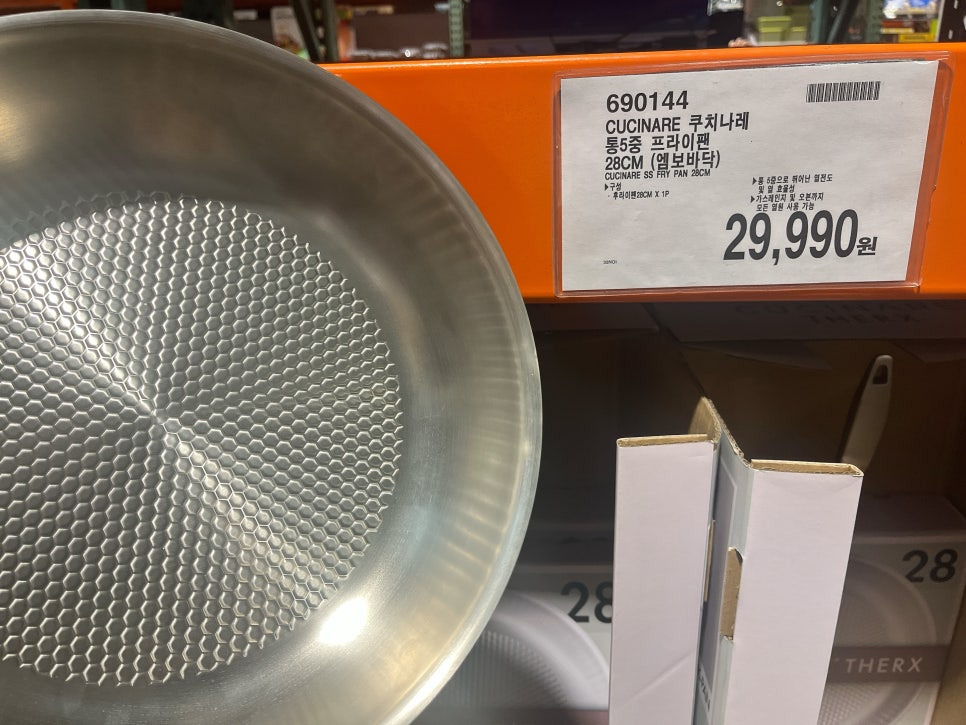 690144
CUCINARE 쿠치나레
통5중 프라이팬
28CM (엠보바닥)
CUCINARE SS FRY PAN 28CM
▶구성
· 후라이팬28CM X 1P
▶통 5중으로 뛰어난 열전도
및 열 효율성
▶가스레인지 및 오븐까지
모든 열원 사용 가능
29,990원
THERX
28
28
THERX